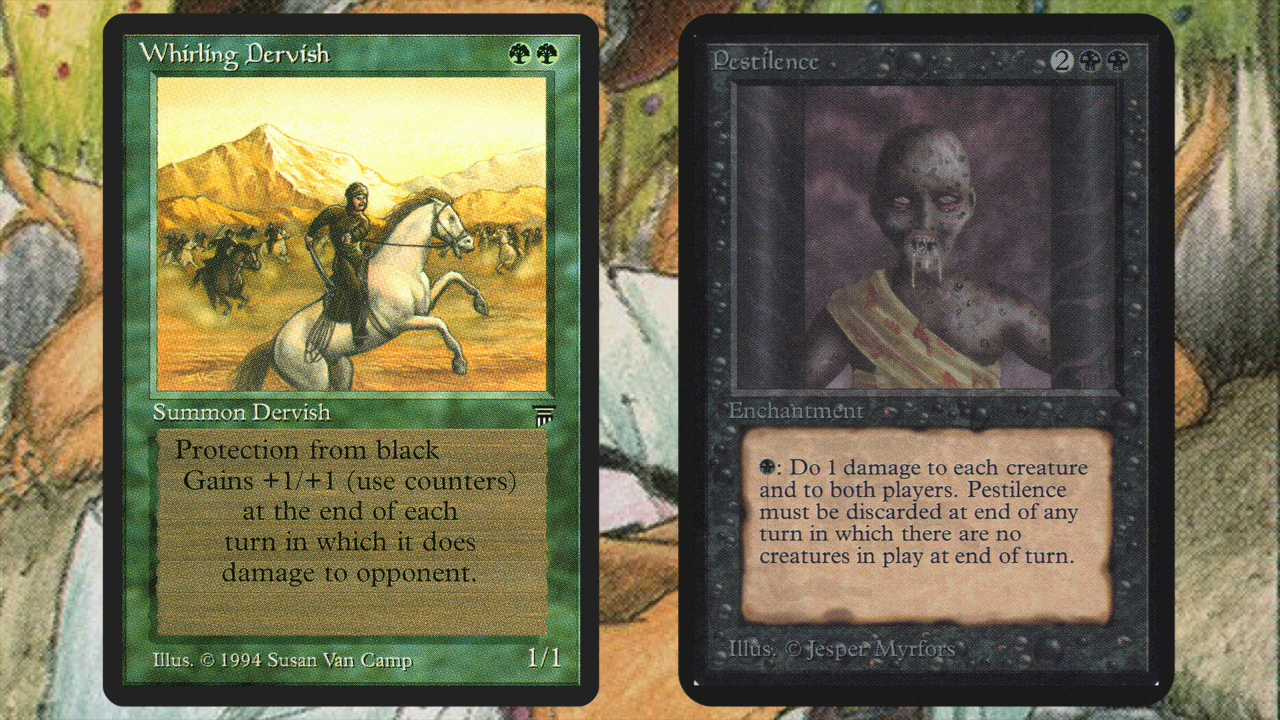 Whirling Dervish
Summon Dervish
Protection from black
Gains +1/+1 (use counters)
at the end of each
turn in which it does
damage to opponent.
Illus. © 1994 Susan Van Camp
1/1
Pestilence
2
Enchantment
: Do 1 damage to each creature
and to both players. Pestilence
must be discarded at end of any
turn in which there are no
creatures in play at end of turn.
Illus. © Jesper Myrfors